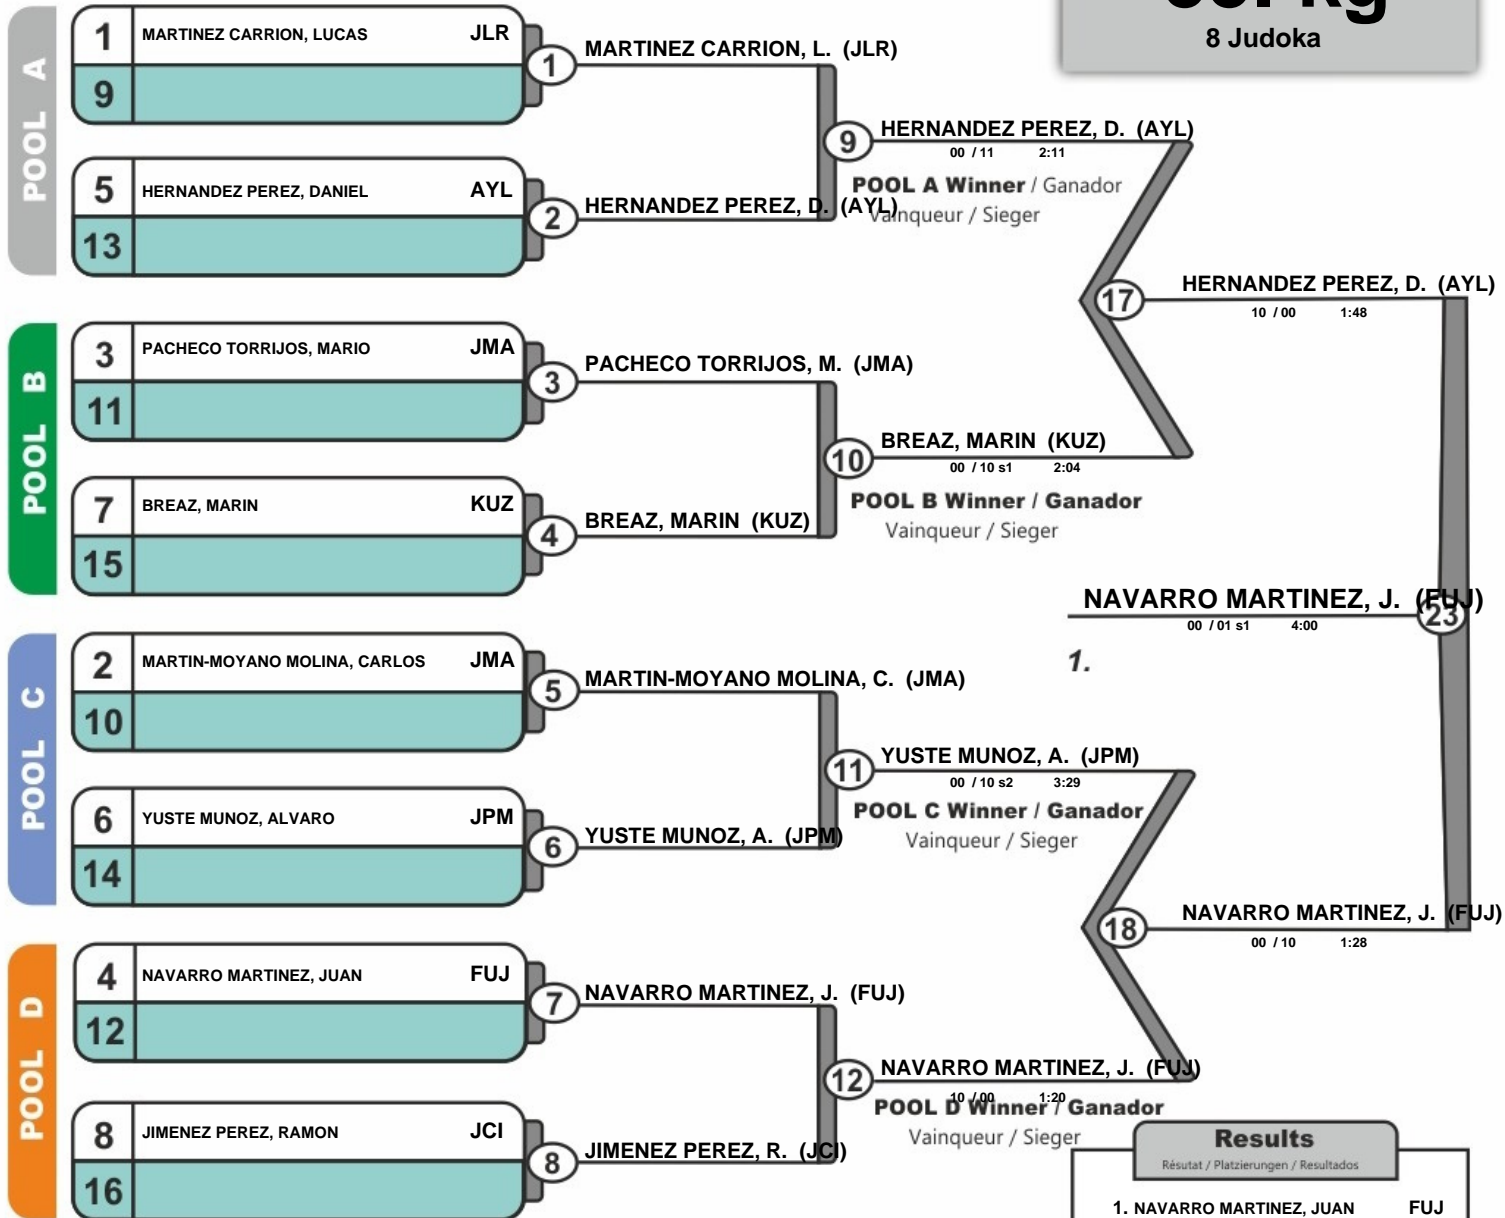 8 Judoka
POOL A
1 MARTINEZ CARRION, LUCAS JLR
9
1
MARTINEZ CARRION, L. (JLR)
5 HERNANDEZ PEREZ, DANIEL AYL
13
2
HERNANDEZ PEREZ, D. (AYL)
9
HERNANDEZ PEREZ, D. (AYL)
00 / 11 2:11
POOL A Winner / Ganador
Vainqueur / Sieger
POOL B
3 PACHECO TORRIJOS, MARIO JMA
11
3
PACHECO TORRIJOS, M. (JMA)
7 BREAZ, MARIN KUZ
15
4
BREAZ, MARIN (KUZ)
10
BREAZ, MARIN (KUZ)
00 / 10 s1 2:04
POOL B Winner / Ganador
Vainqueur / Sieger
17
HERNANDEZ PEREZ, D. (AYL)
10 / 00 1:48
NAVARRO MARTINEZ, J. (FUJ)
23
00 / 01 s1 4:00
1.
POOL C
2 MARTIN-MOYANO MOLINA, CARLOS JMA
10
5
MARTIN-MOYANO MOLINA, C. (JMA)
6 YUSTE MUNOZ, ALVARO JPM
14
6
YUSTE MUNOZ, A. (JPM)
11
YUSTE MUNOZ, A. (JPM)
00 / 10 s2 3:29
POOL C Winner / Ganador
Vainqueur / Sieger
18
NAVARRO MARTINEZ, J. (FUJ)
00 / 10 1:28
POOL D
4 NAVARRO MARTINEZ, JUAN FUJ
12
7
NAVARRO MARTINEZ, J. (FUJ)
8 JIMENEZ PEREZ, RAMON JCI
16
8
JIMENEZ PEREZ, R. (JCI)
12
NAVARRO MARTINEZ, J. (FUJ)
10 / 00 1:20
POOL D Winner / Ganador
Vainqueur / Sieger
Results
Résutat / Platzierungen / Resultados
1. NAVARRO MARTINEZ, JUAN FUJ